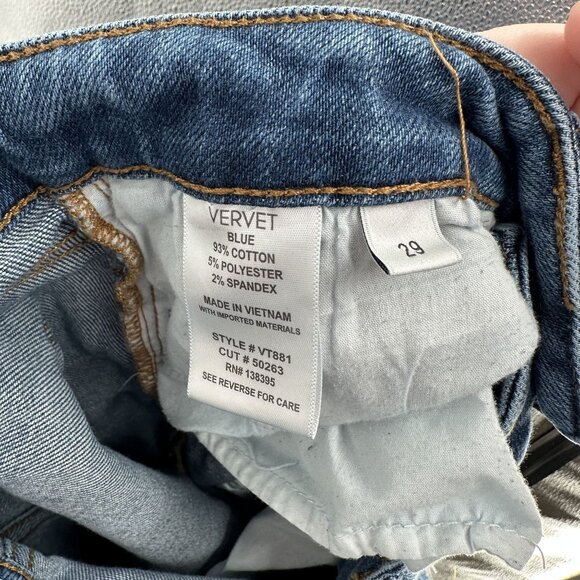 VERVET
BLUE
93% COTTON
5% POLYESTER
2% SPANDEX
MADE IN VIETNAM
WITH IMPORTED MATERIALS
STYLE # VT881
CUT # 50263
RN# 138395
SEE REVERSE FOR CARE
29